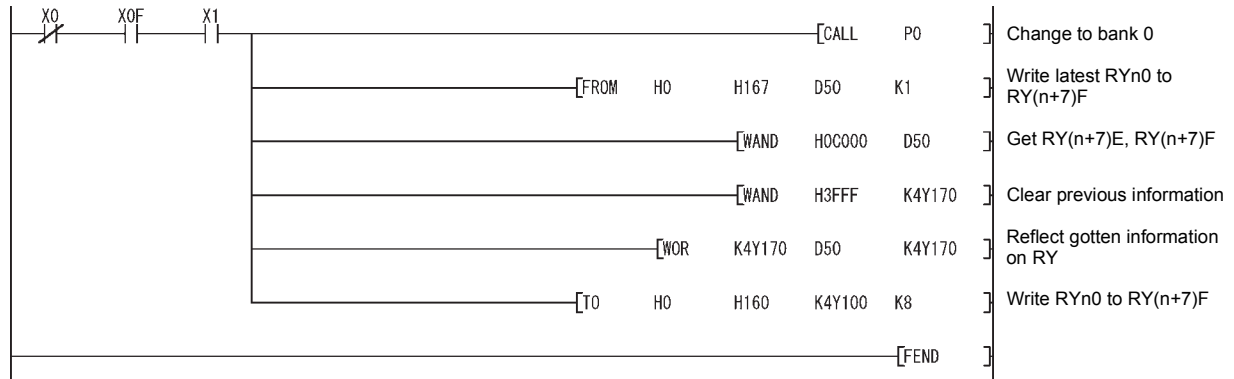 X0 X0F X1
[CALL P0 ] Change to bank 0
[FROM H0 H167 D50 K1 ] Write latest RYn0 to
RY(n+7)F
[WAND H0C000 D50 ] Get RY(n+7)E, RY(n+7)F
[WAND H3FFF K4Y170 ] Clear previous information
[WOR K4Y170 D50 K4Y170 ] Reflect gotten information
on RY
[TO H0 H160 K4Y100 K8 ] Write RYn0 to RY(n+7)F
[FEND ]